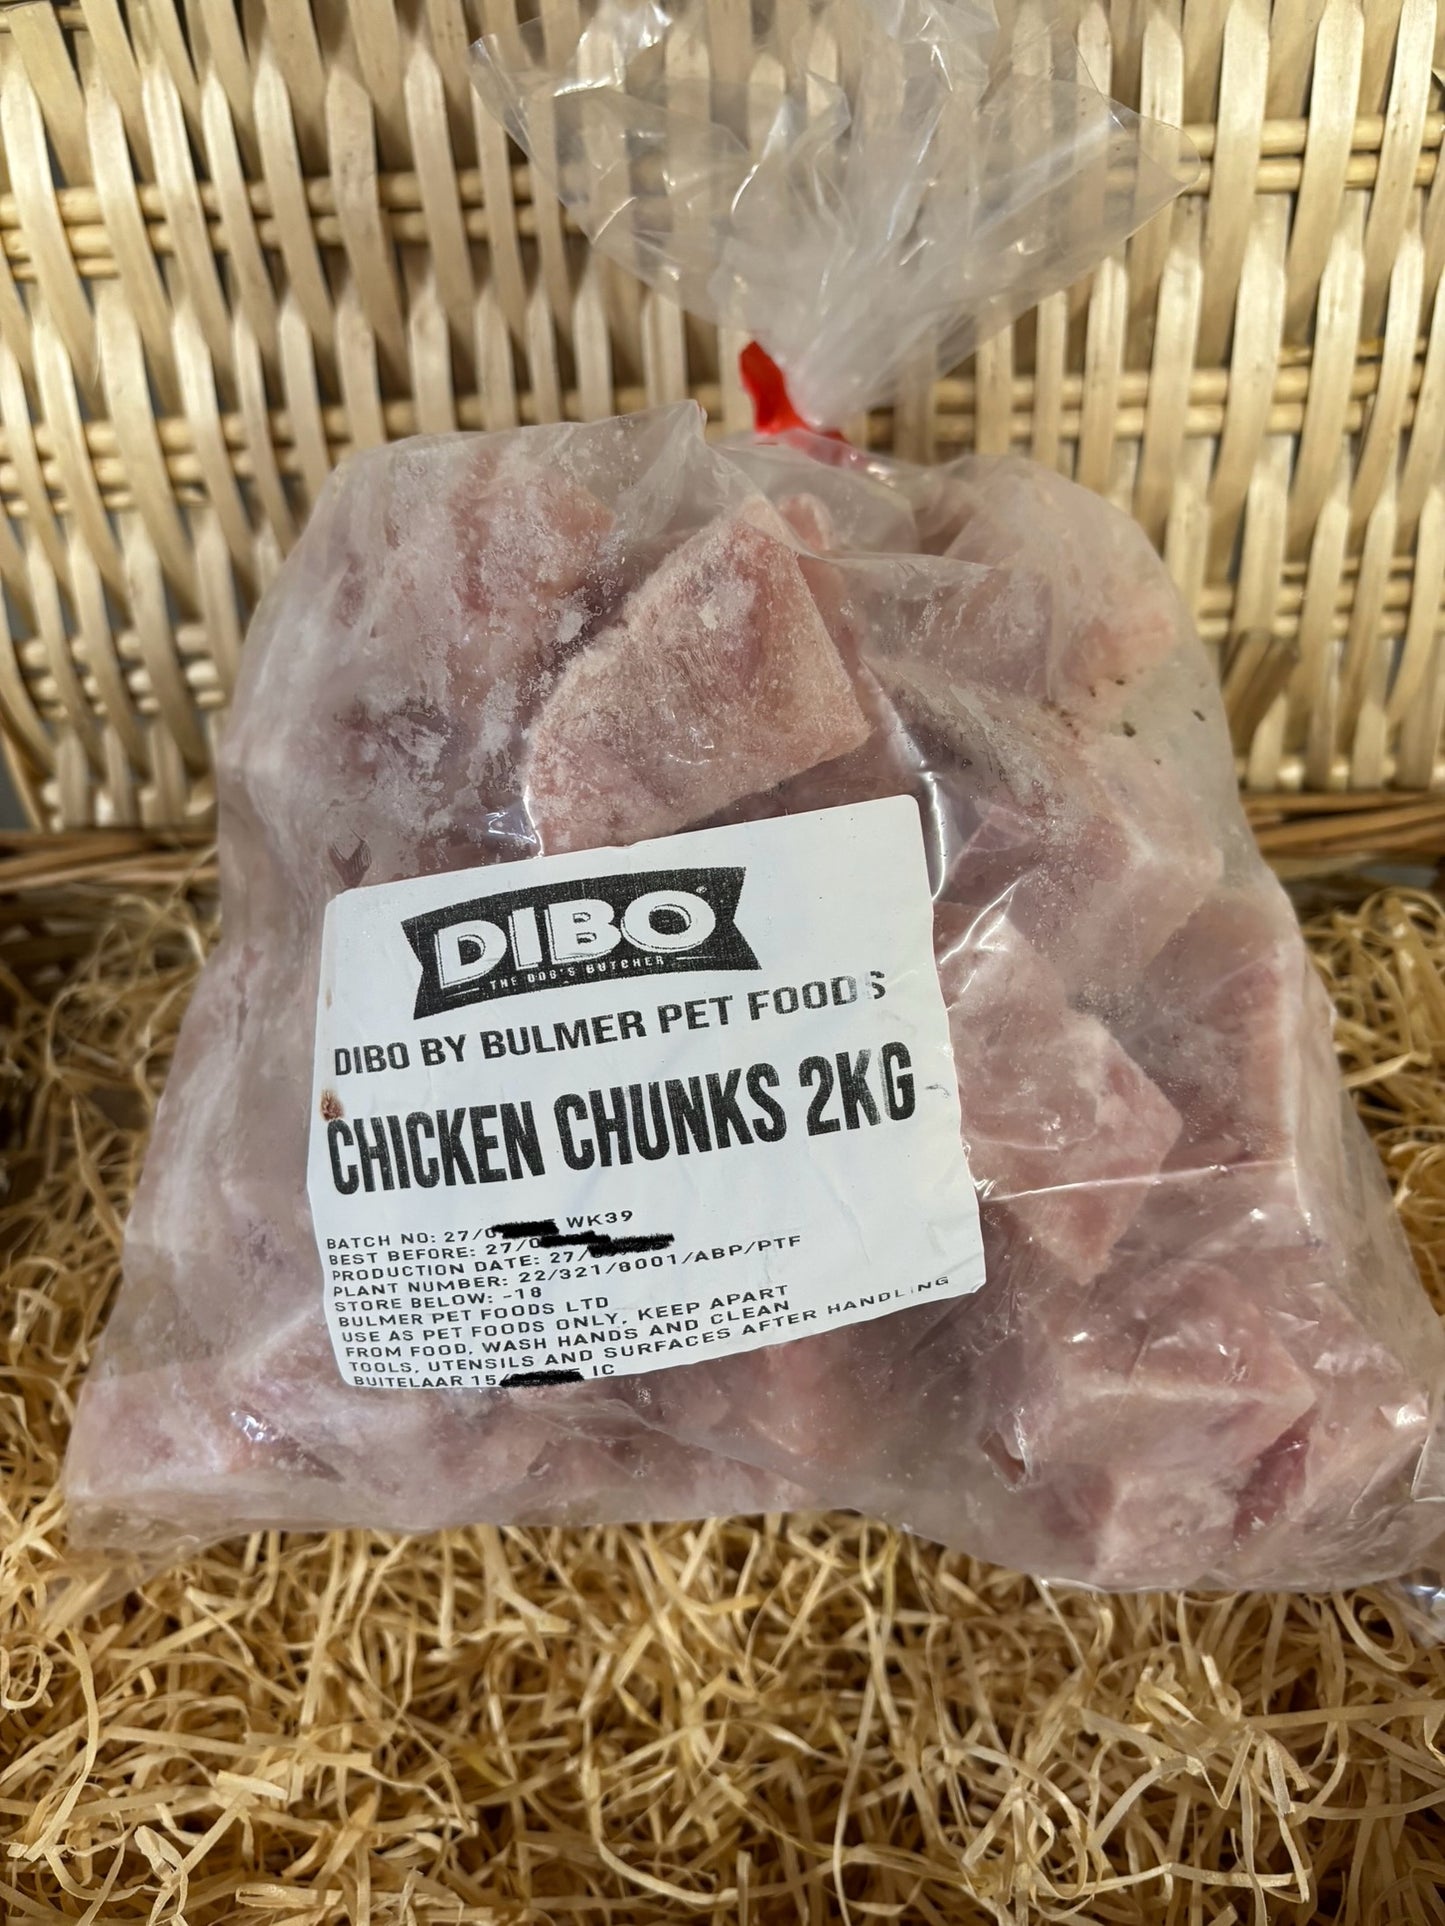 DIBO
THE DOG'S BUTCHER
DIBO BY BULMER PET FOODS
CHICKEN CHUNKS 2KG
BATCH NO: 27/0 WK39
BEST BEFORE: 27/0
PRODUCTION DATE: 27/
PLANT NUMBER: 22/321/8001/ABP/PTF
STORE BELOW: -18
BULMER PET FOODS LTD
USE AS PET FOODS ONLY, KEEP APART
FROM FOOD, WASH HANDS AND CLEAN
TOOLS, UTENSILS AND SURFACES AFTER HANDLING
BUITELAAR 15/ IC